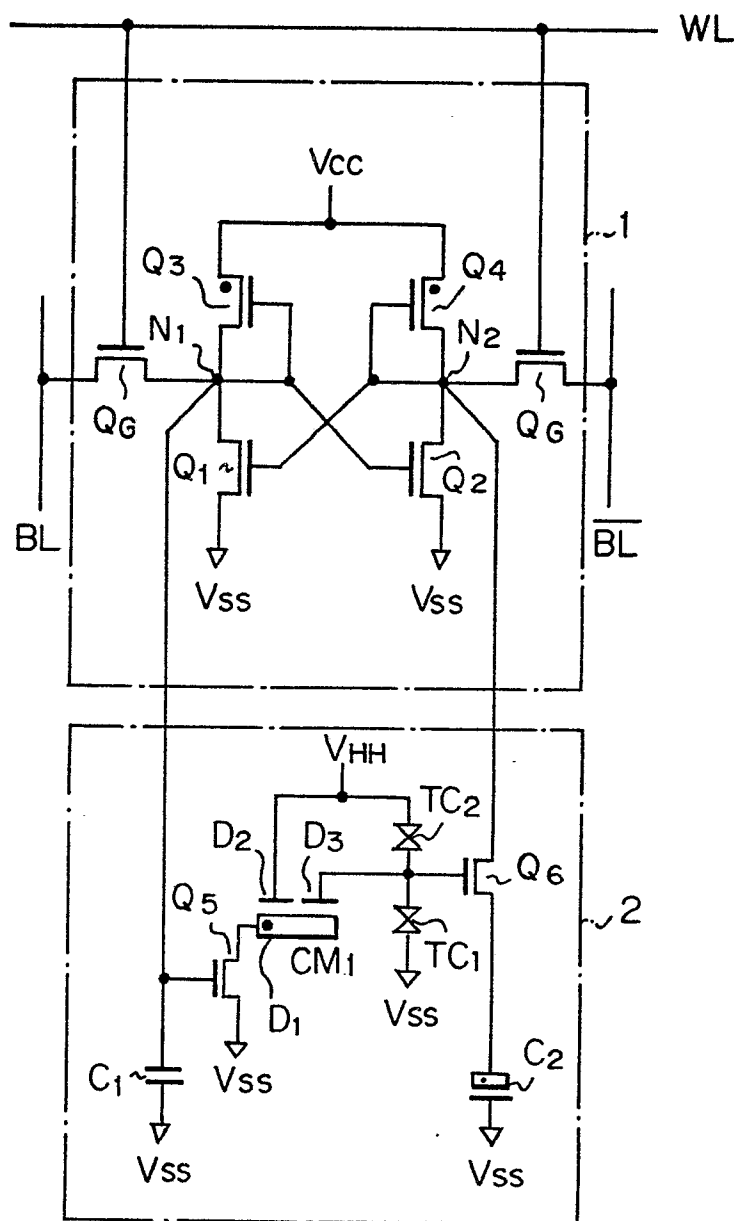 WL
Vcc
1
Q3
Q4
N1
N2
QG
QG
Q1
Q2
BL
B̅L̅
Vss
Vss
VHH
TC2
D2
D3
Q6
Q5
2
CM1
TC1
D1
Vss
C1
Vss
C2
Vss
Vss